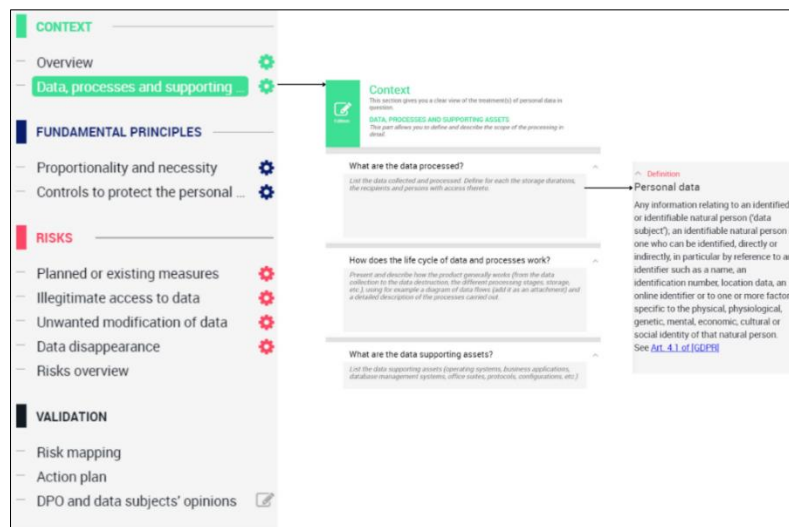 CONTEXT
Overview
Data, processes and supporting ...
FUNDAMENTAL PRINCIPLES
Proportionality and necessity
Controls to protect the personal ...
RISKS
Planned or existing measures
Illegitimate access to data
Unwanted modification of data
Data disappearance
Risks overview
VALIDATION
Risk mapping
Action plan
DPO and data subjects' opinions
Context
This section gives you a clear view of the treatment(s) of personal data in
question.
DATA, PROCESSES AND SUPPORTING ASSETS
This part allows you to define and describe the scope of the processing in
detail.
What are the data processed?
List the data collected and processed. Define for each the storage durations,
the recipients and persons with access thereto.
How does the life cycle of data and processes work?
Present and describe how the product generally works (from the data
collection to the data destruction, the different processing stages, storage,
etc.), using for example a diagram of data flows (add it as an attachment) and
a detailed description of the processes carried out.
What are the data supporting assets?
List the data supporting assets (operating systems, business applications,
database management systems, office suites, protocols, configurations, etc.)
Definition
Personal data
Any information relating to an identified
or identifiable natural person ('data
subject'); an identifiable natural person
one who can be identified, directly or
indirectly, in particular by reference to an
identifier such as a name, an
identification number, location data, an
online identifier or to one or more factor
specific to the physical, physiological,
genetic, mental, economic, cultural or
social identity of that natural person.
See Art. 4.1 of [GDPR]